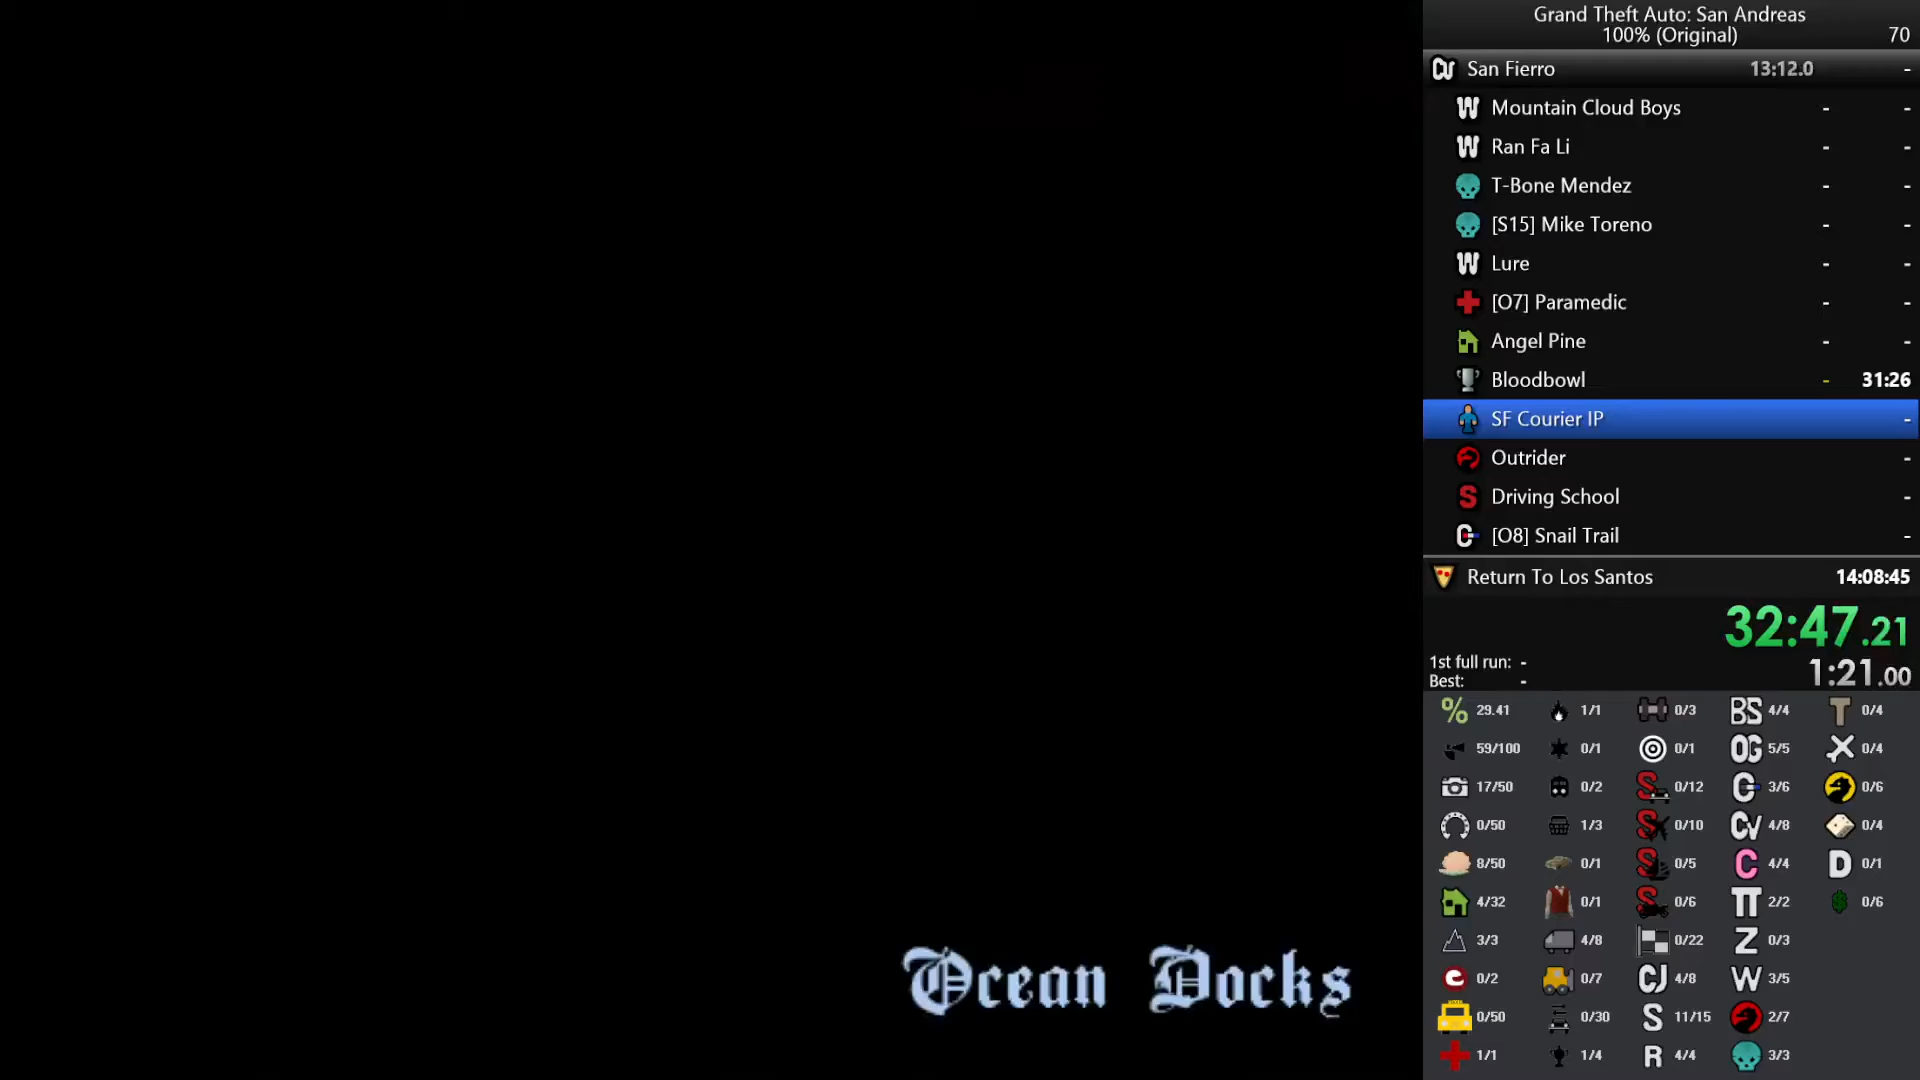 Grand Theft Auto: San Andreas
100% (Original) 70
San Fierro 13:12.0 -
Mountain Cloud Boys - -
Ran Fa Li - -
T-Bone Mendez - -
[S15] Mike Toreno - -
Lure - -
[O7] Paramedic - -
Angel Pine - -
Bloodbowl - 31:26
SF Courier IP -
Outrider -
Driving School -
[O8] Snail Trail -
Return To Los Santos 14:08:45
32:47.21
1st full run: -
Best: -
1:21.00
% 29.41 1/1 0/3 BS 4/4 T 0/4
59/100 0/1 0/1 OG 5/5 0/4
17/50 0/2 S 0/12 C 3/6 0/6
0/50 1/3 S 0/10 CV 4/8 0/4
8/50 0/1 S 0/5 C 4/4 D 0/1
4/32 0/1 S 0/6 2/2 0/6
3/3 4/8 0/22 Z 0/3
0/2 0/7 CJ 4/8 W 3/5
0/50 0/30 S 11/15 2/7
1/1 1/4 R 4/4 3/3
Ocean Docks